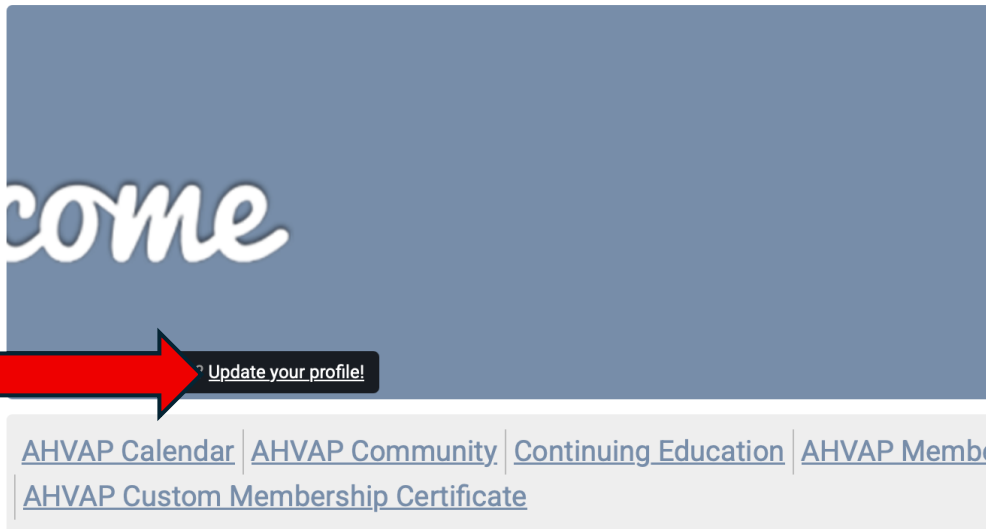 come
? Update your profile!
AHVAP Calendar AHVAP Community Continuing Education AHVAP Membe
AHVAP Custom Membership Certificate